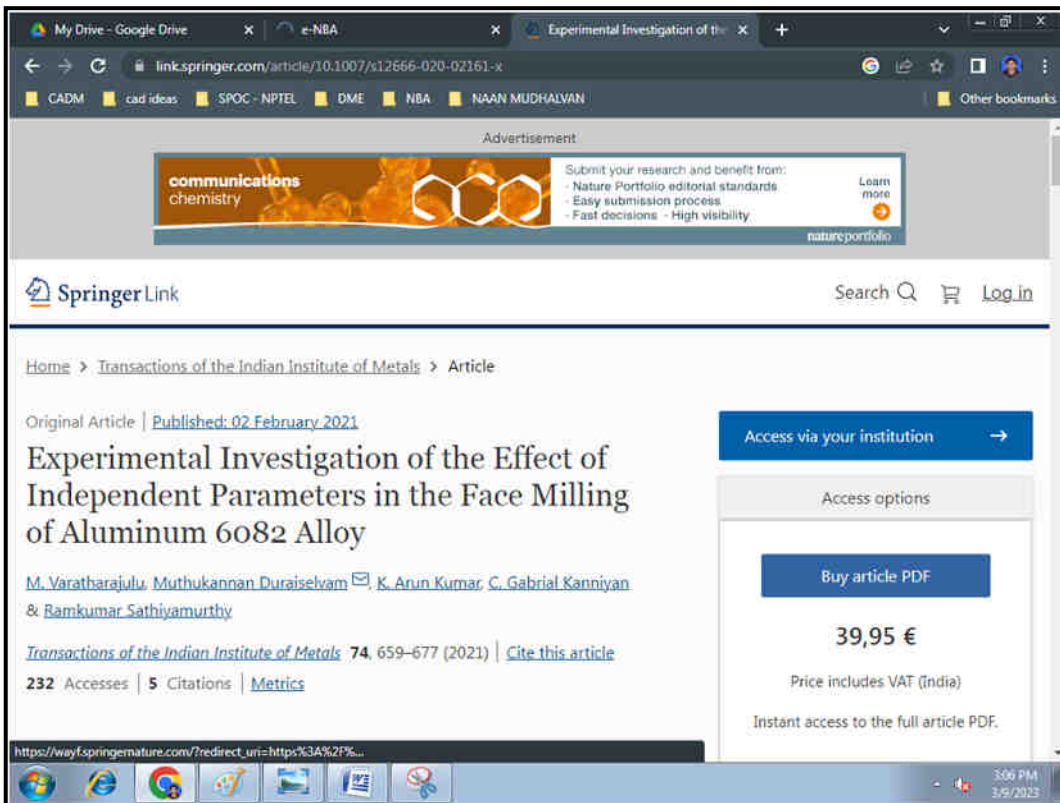 My Drive - Google Drive
e-NBA
Experimental Investigation of the
link.springer.com/article/10.1007/s12666-020-02161-x
CADM cad ideas SPOC - NPTEL DME NBA NAAN MUDHALVAN Other bookmarks
Advertisement
communications
chemistry
Submit your research and benefit from:
- Nature Portfolio editorial standards
- Easy submission process
- Fast decisions - High visibility
Learn
more
natureportfolio
Springer Link
Search
Log in
Home > Transactions of the Indian Institute of Metals > Article
Original Article | Published: 02 February 2021
Experimental Investigation of the Effect of
Independent Parameters in the Face Milling
of Aluminum 6082 Alloy
M. Varatharajulu, Muthukannan Duraiselvam, K. Arun Kumar, C. Gabrial Kanniyan
& Ramkumar Sathiyamurthy
Transactions of the Indian Institute of Metals 74, 659–677 (2021) | Cite this article
232 Accesses | 5 Citations | Metrics
Access via your institution →
Access options
Buy article PDF
39,95 €
Price includes VAT (India)
Instant access to the full article PDF.
https://wayf.springernature.com/?redirect_uri=https%3A%2F%...
3:06 PM
3/9/2023